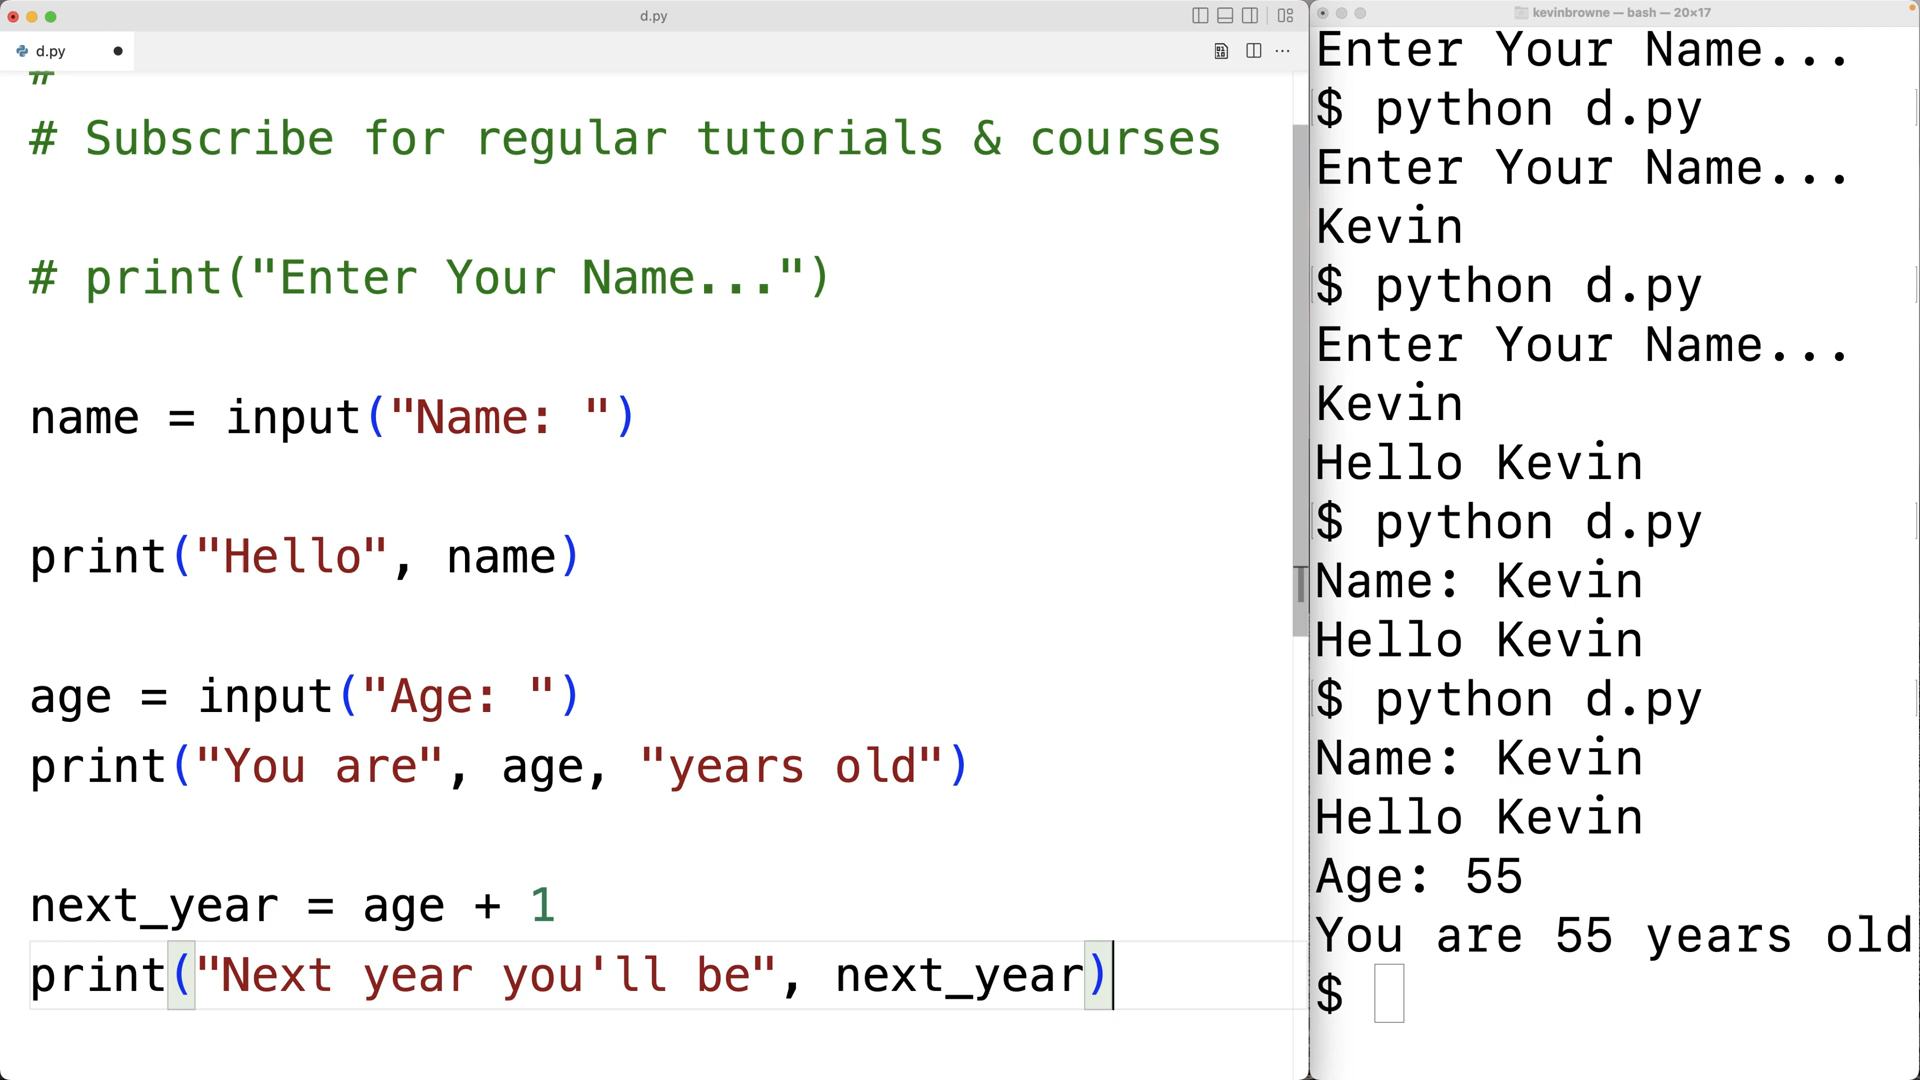 d.py
d.py
#
# Subscribe for regular tutorials & courses
# print("Enter Your Name...")
name = input("Name: ")
print("Hello", name)
age = input("Age: ")
print("You are", age, "years old")
next_year = age + 1
print("Next year you'll be", next_year)
kevinbrowne — bash — 20×17
Enter Your Name...
$ python d.py
Enter Your Name...
Kevin
$ python d.py
Enter Your Name...
Kevin
Hello Kevin
$ python d.py
Name: Kevin
Hello Kevin
$ python d.py
Name: Kevin
Hello Kevin
Age: 55
You are 55 years old
$